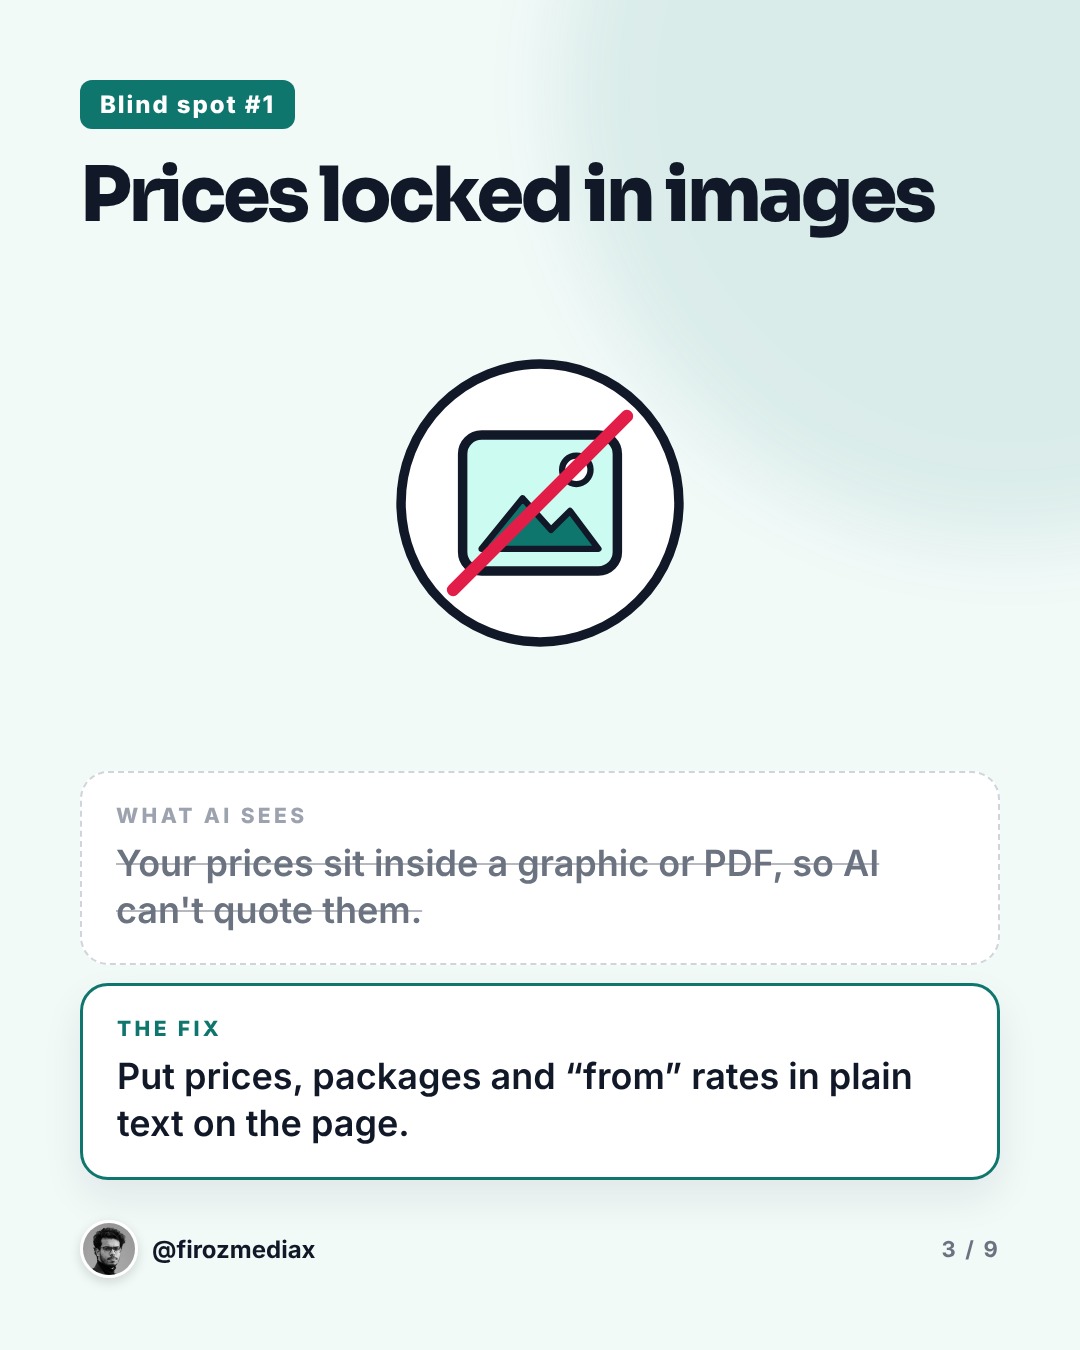 Blind spot #1
Prices locked in images
WHAT AI SEES
Your prices sit inside a graphic or PDF, so AI
can't quote them.
THE FIX
Put prices, packages and “from” rates in plain
text on the page.
@firozmediax
3 / 9